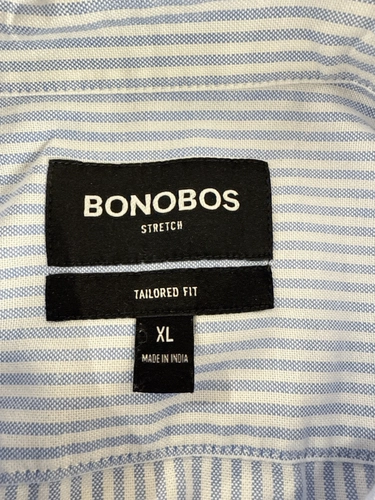 BONOBOS
STRETCH
TAILORED FIT
XL
MADE IN INDIA